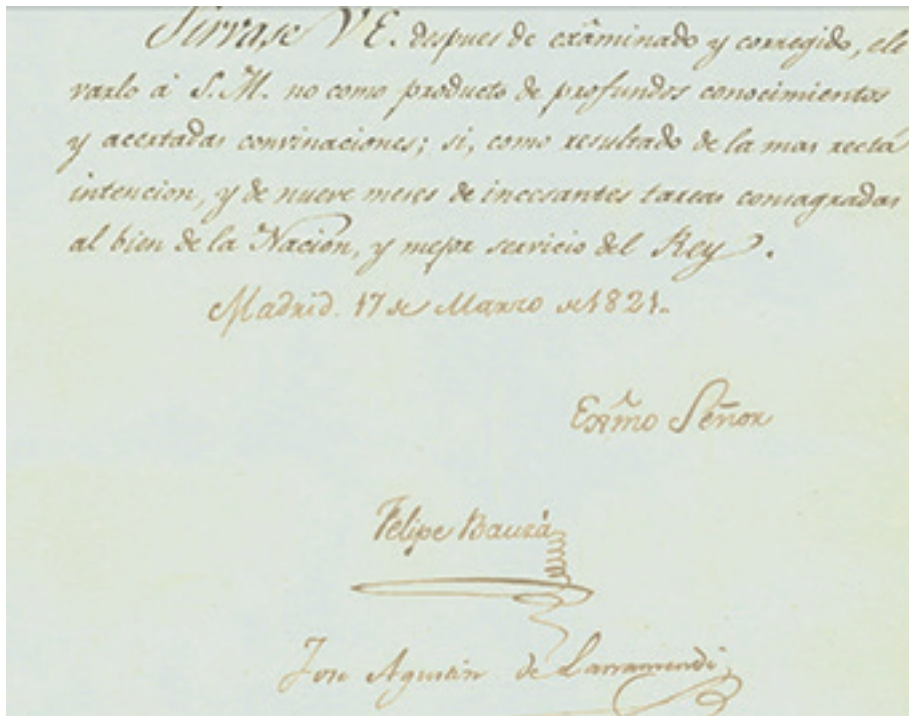 Sirvase V E. despues de exâminado y corregido, ele
varlo á S. M. no como producto de profundos conocimientos
y acertadas convinaciones; si, como resultado de la mas recta
intencion, y de nueve meses de incesantes tareas consagradas
al bien de la Nacion, y mejor servicio del Rey.
Madrid. 17 de Marzo de 1821.
Exmô Señor
Felipe Bauzá
Jose Agustin de Larramendi